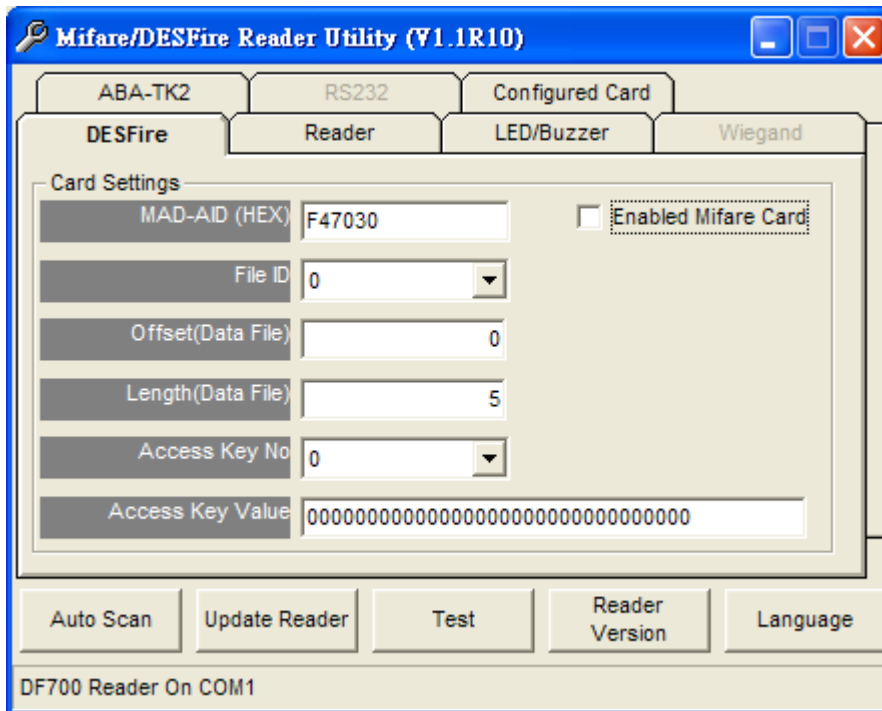 Mifare/DESFire Reader Utility (V1.1R10)
ABA-TK2 RS232 Configured Card
DESFire Reader LED/Buzzer Wiegand
Card Settings
MAD-AID (HEX) F47030 Enabled Mifare Card
File ID 0
Offset(Data File) 0
Length(Data File) 5
Access Key No 0
Access Key Value 00000000000000000000000000000000
Auto Scan Update Reader Test Reader Version Language
DF700 Reader On COM1